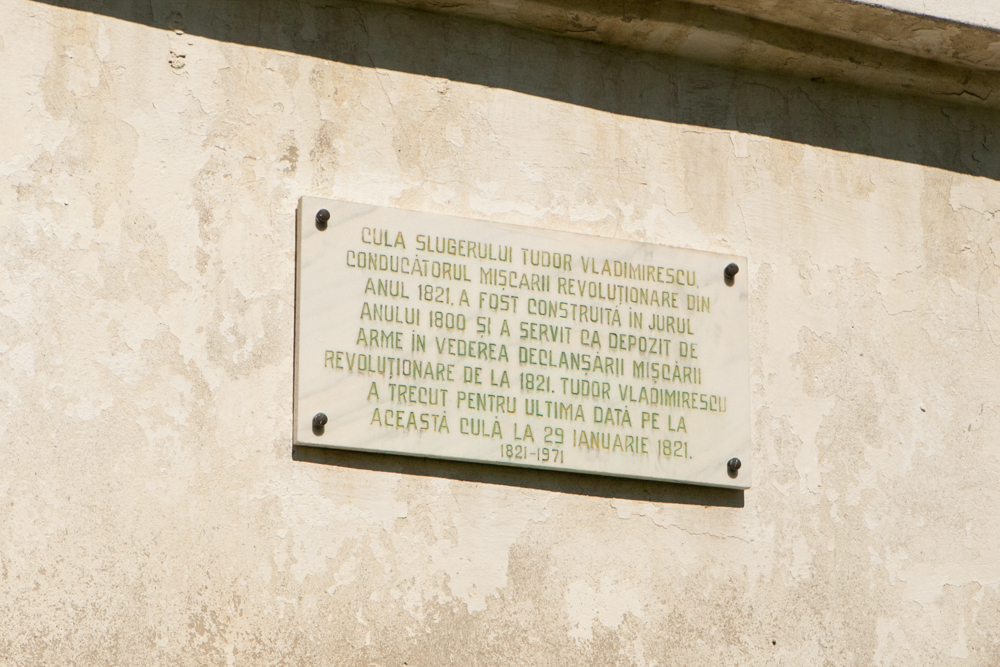 CULA SLUGERULUI TUDOR VLADIMIRESCU,
CONDUCĂTORUL MIȘCARII REVOLUȚIONARE DIN
ANUL 1821, A FOST CONSTRUITĂ ÎN JURUL
ANULUI 1800 ȘI A SERVIT CA DEPOZIT DE
ARME ÎN VEDEREA DECLANȘĂRII MIȘCĂRII
REVOLUȚIONARE DE LA 1821. TUDOR VLADIMIRESCU
A TRECUT PENTRU ULTIMA DATĂ PE LA
ACEASTĂ CULĂ LA 29 IANUARIE 1821.
1821-1971